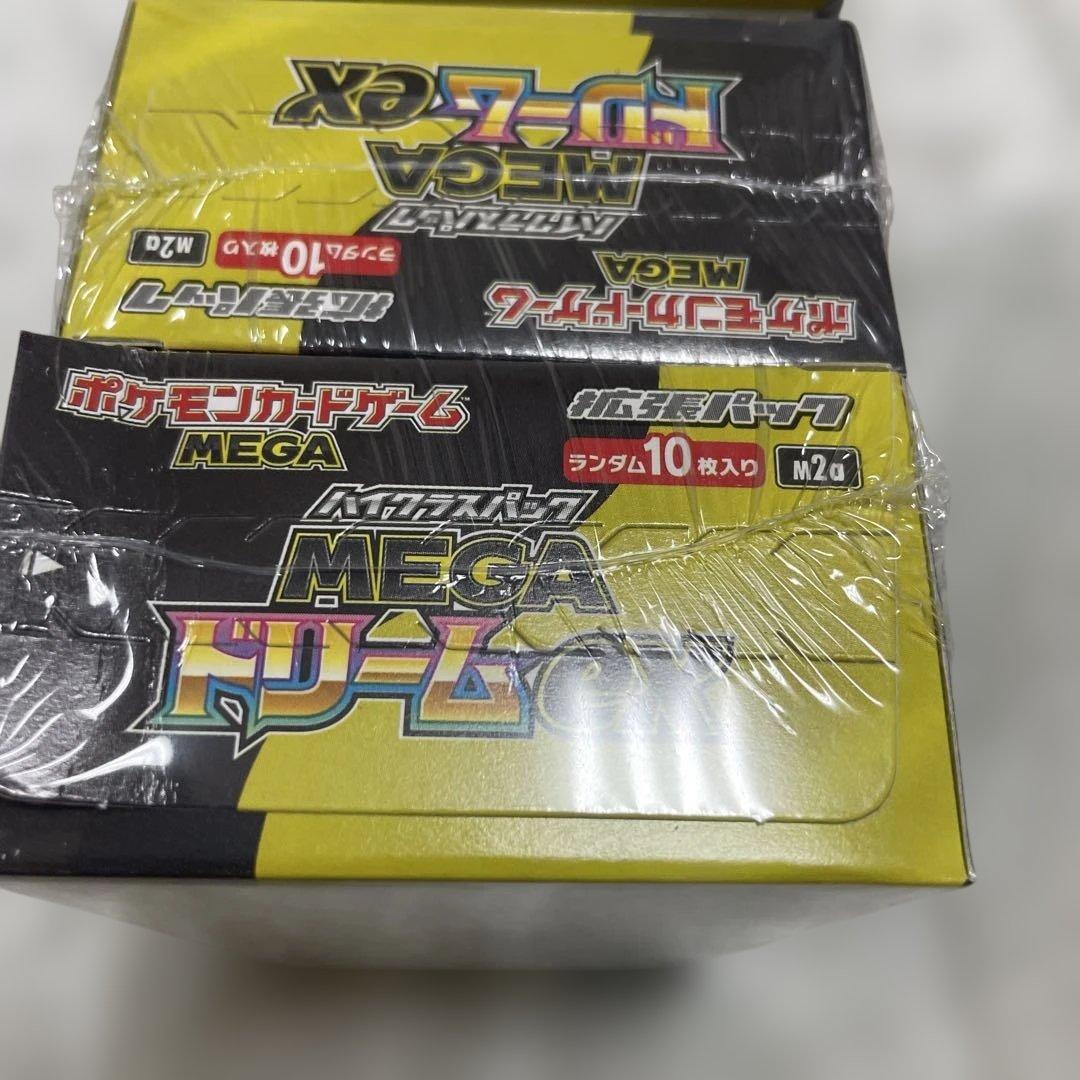 ドリームex
MEGA
ハイクラスパック
ランダム10枚入り
M2a
MEGA
拡張パック
ポケモンカードゲーム
ポケモンカードゲーム™
MEGA
拡張パック
ランダム10枚入り
M2a
ハイクラスパック
MEGA
ドリームex